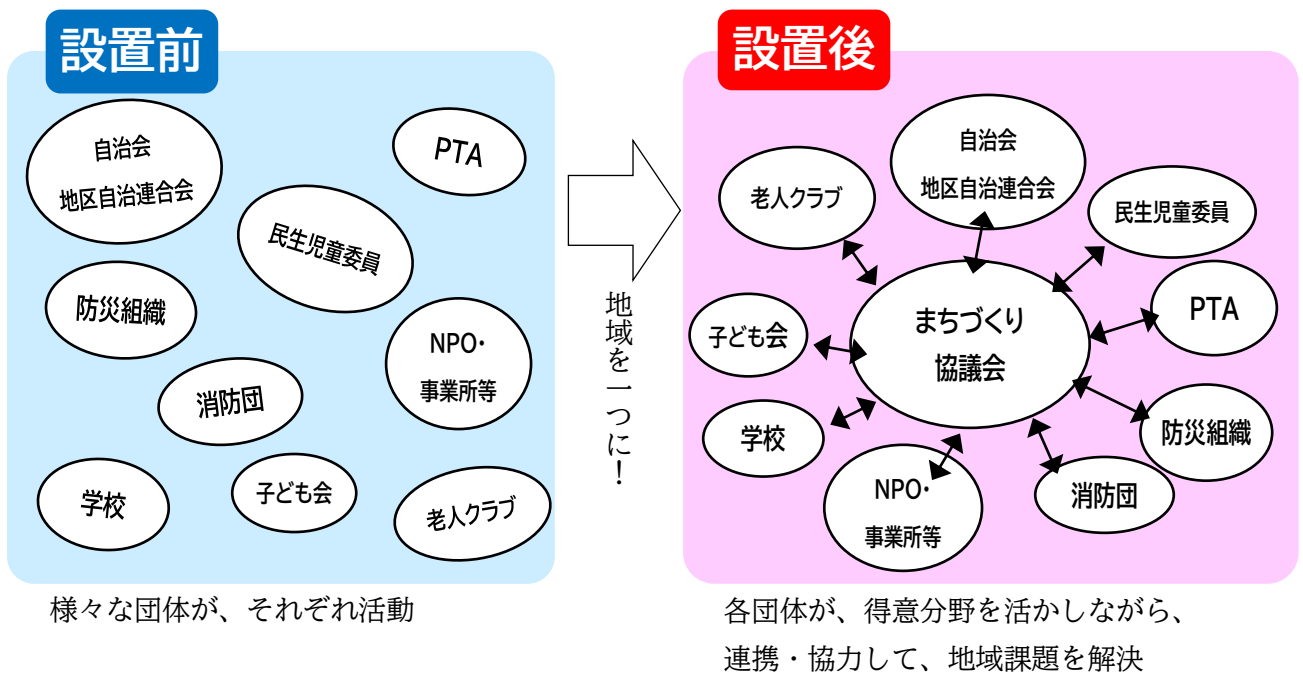 設置前
自治会
地区自治連合会
PTA
民生児童委員
防災組織
NPO・
事業所等
消防団
学校
子ども会
老人クラブ
様々な団体が、それぞれ活動
地域を一つに！
設置後
自治会
地区自治連合会
老人クラブ
民生児童委員
まちづくり
協議会
PTA
子ども会
学校
防災組織
NPO・
事業所等
消防団
各団体が、得意分野を活かしながら、
連携・協力して、地域課題を解決